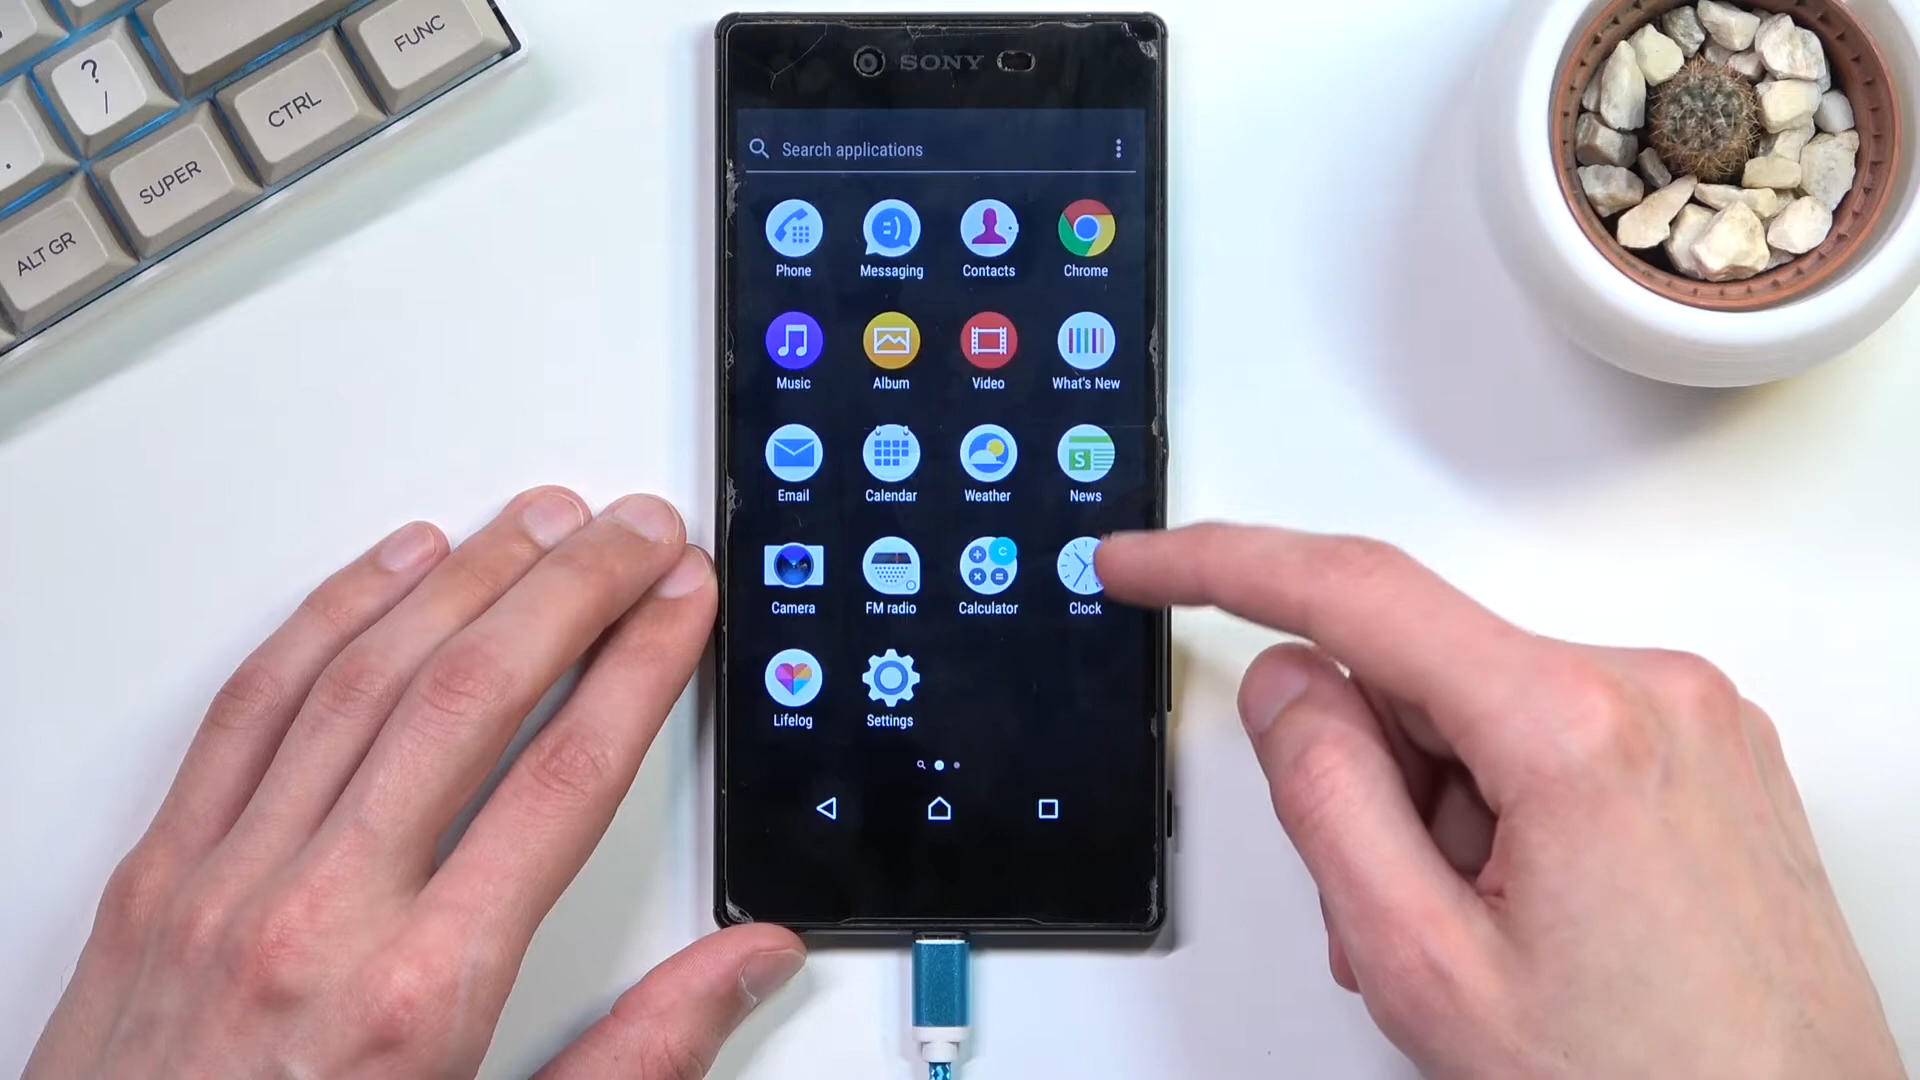 FUNC
?
/
CTRL
.
SUPER
ALT GR
SONY
Search applications
Phone
Messaging
Contacts
Chrome
Music
Album
Video
What's New
Email
Calendar
Weather
S
News
Camera
FM radio
C
Calculator
Clock
Lifelog
Settings